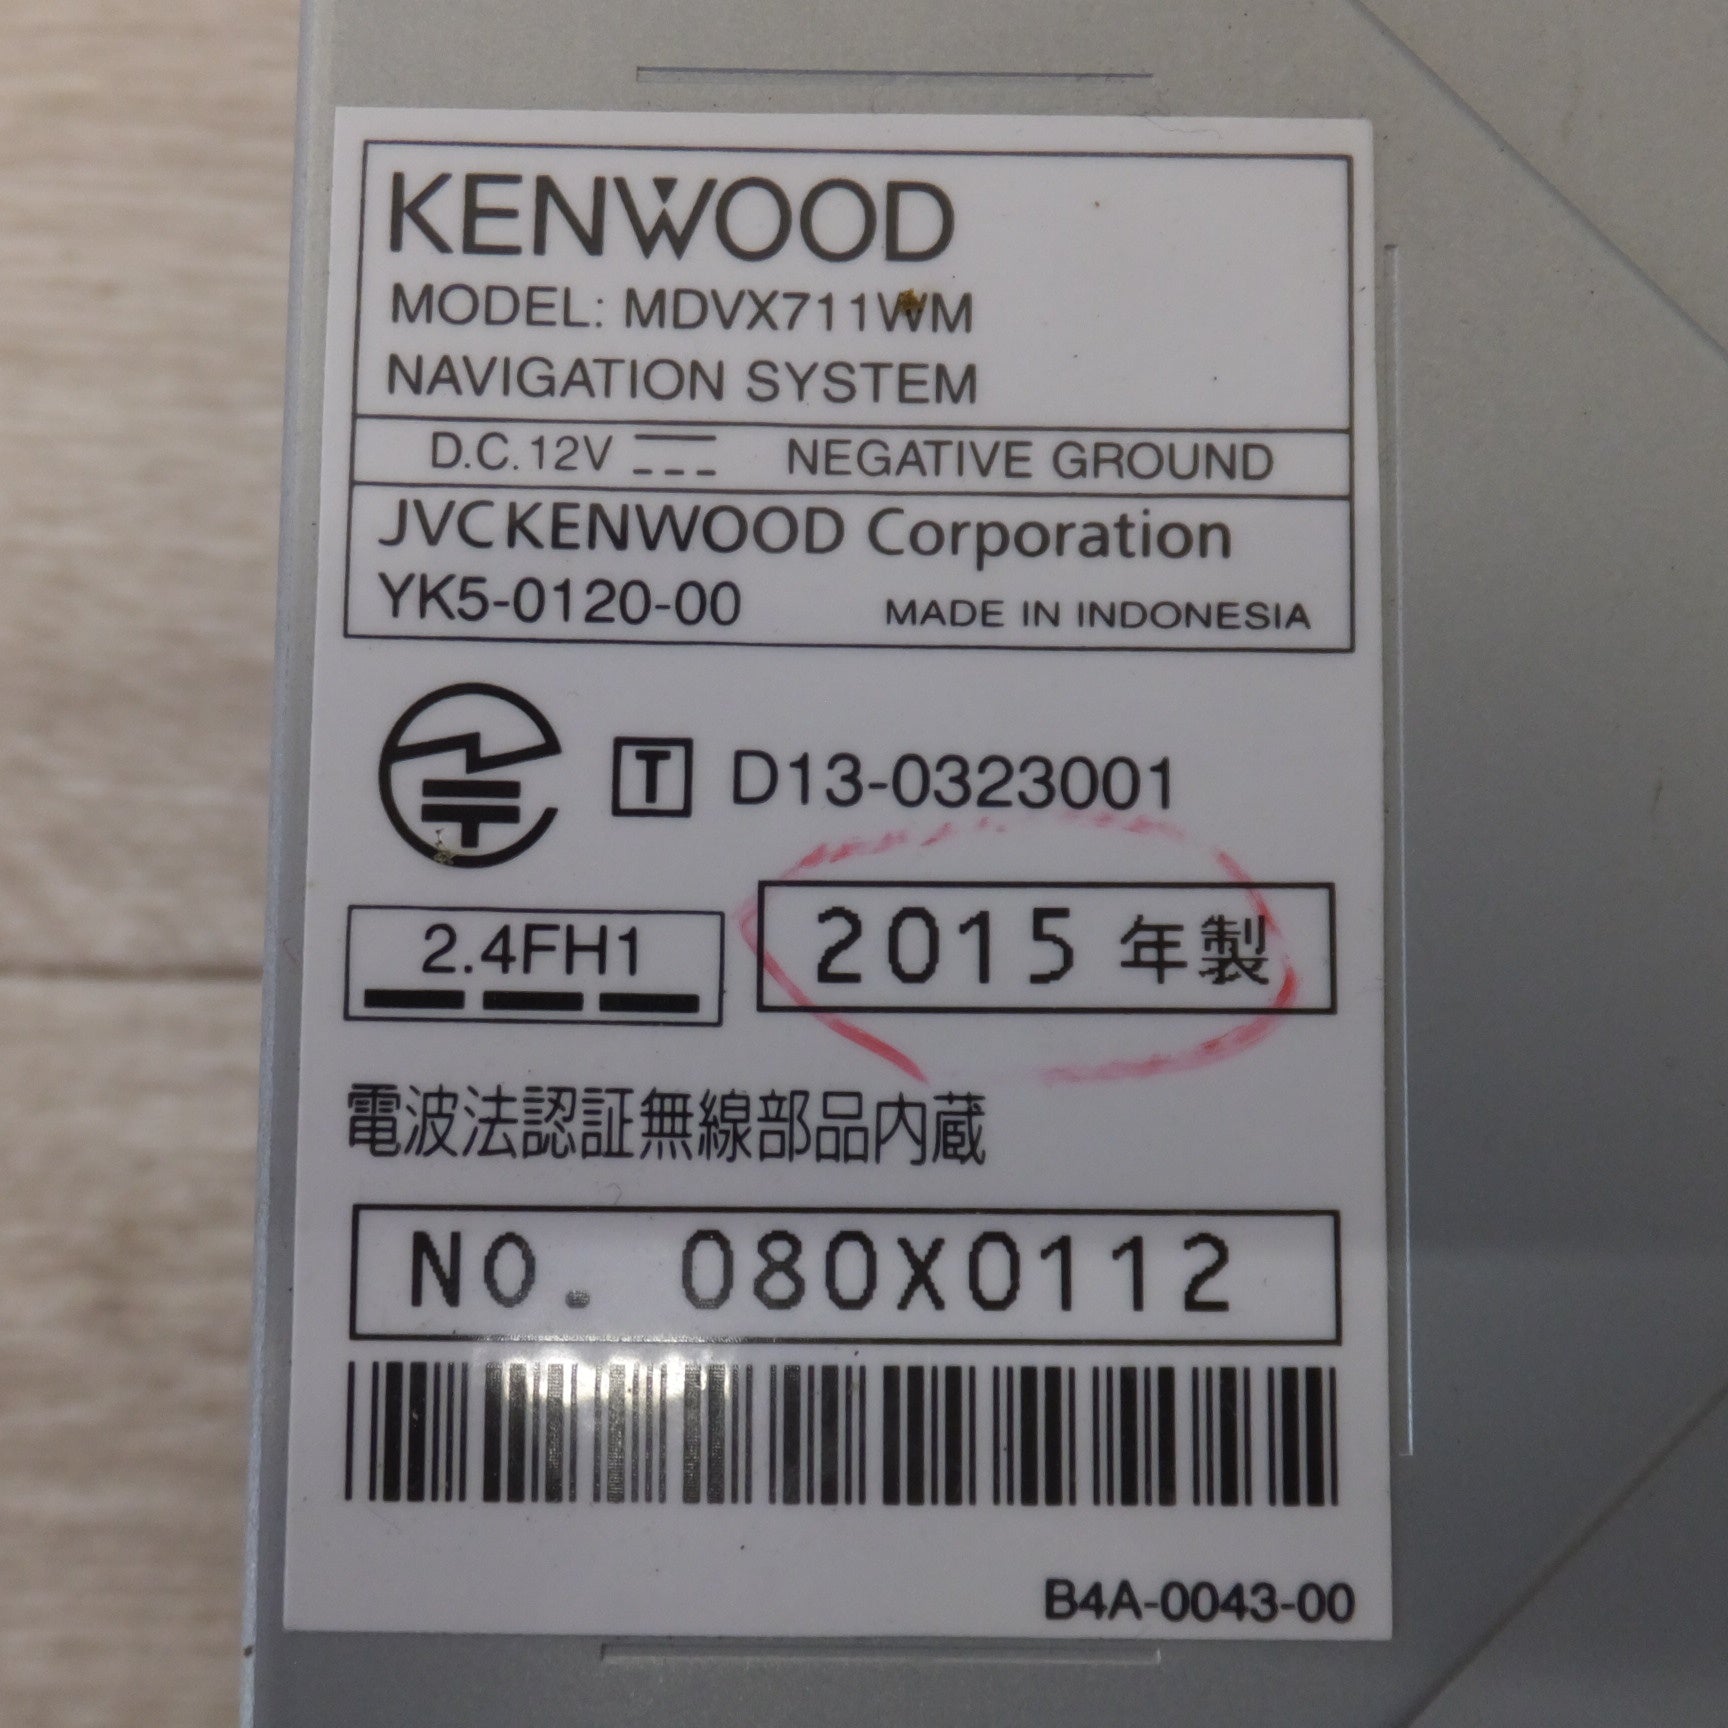 KENWOOD
MODEL: MDVX711WM
NAVIGATION SYSTEM
D.C.12V NEGATIVE GROUND
JVCKENWOOD Corporation
YK5-0120-00 MADE IN INDONESIA
T D13-0323001
2.4FH1 2015 年製
電波法認証無線部品内蔵
NO. 080X0112
B4A-0043-00